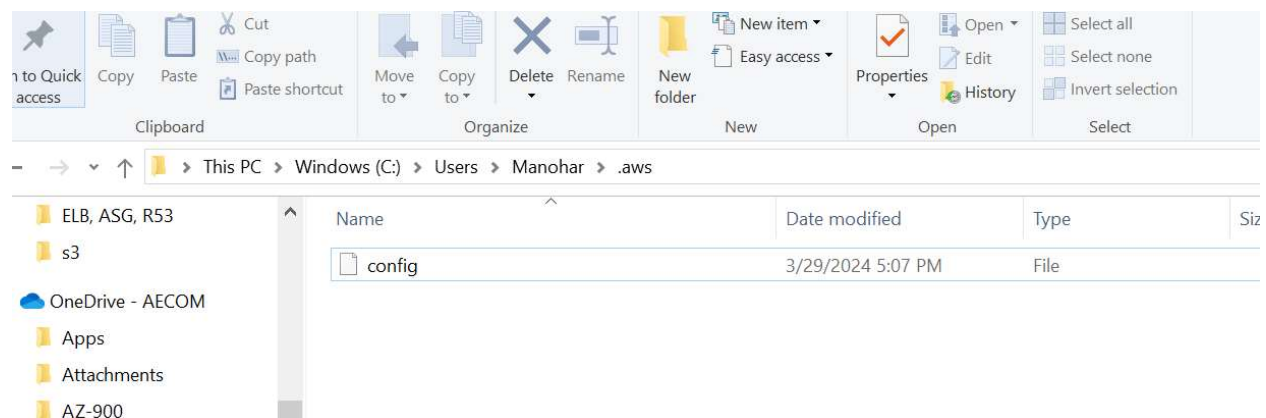 Cut
New item
Open
Select all
Copy path
Easy access
Edit
Select none
to Quick access
Copy
Paste
Paste shortcut
Move to
Copy to
Delete
Rename
New folder
Properties
History
Invert selection
Clipboard
Organize
New
Open
Select
This PC > Windows (C:) > Users > Manohar > .aws
ELB, ASG, R53
Name
Date modified
Type
s3
config
3/29/2024 5:07 PM
File
OneDrive - AECOM
Apps
Attachments
AZ-900